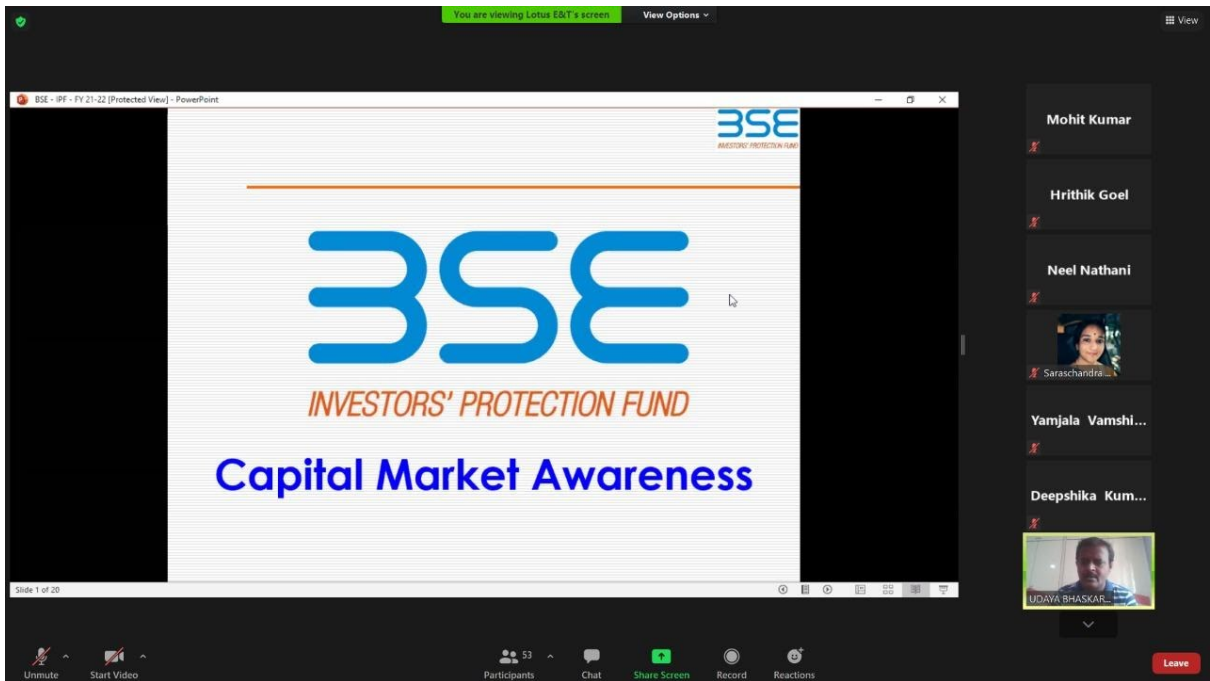 You are viewing Lotus E&T's screen
View Options
View
BSE - IPF - FY 21-22 [Protected View] - PowerPoint
BSE
INVESTORS' PROTECTION FUND
BSE
INVESTORS' PROTECTION FUND
Capital Market Awareness
Slide 1 of 20
Mohit Kumar
Hrithik Goel
Neel Nathani
Saraschandra ...
Yamjala Vamshi...
Deepshika Kum...
UDAYA BHASKAR...
Unmute
Start Video
53
Participants
Chat
Share Screen
Record
Reactions
Leave